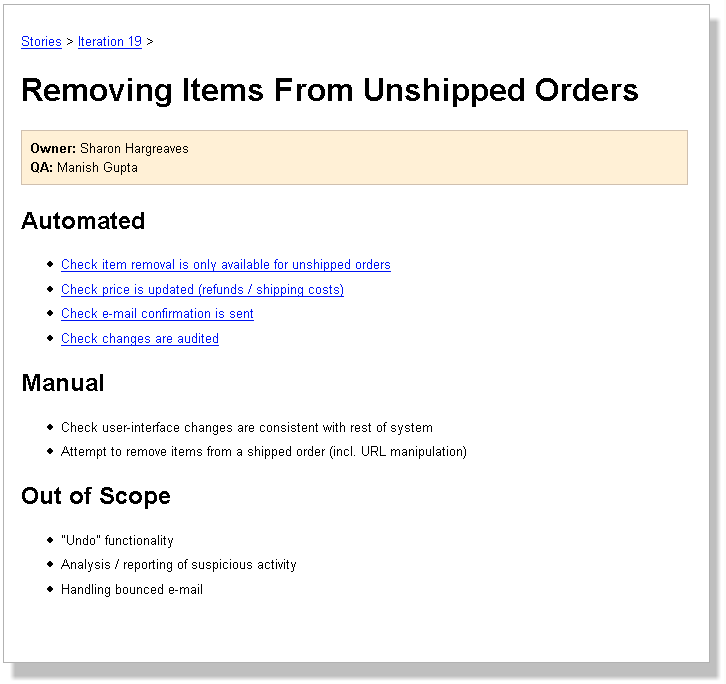 Stories > Iteration 19 >
Removing Items From Unshipped Orders
Owner: Sharon Hargreaves
QA: Manish Gupta
Automated
Check item removal is only available for unshipped orders
Check price is updated (refunds / shipping costs)
Check e-mail confirmation is sent
Check changes are audited
Manual
Check user-interface changes are consistent with rest of system
Attempt to remove items from a shipped order (incl. URL manipulation)
Out of Scope
"Undo" functionality
Analysis / reporting of suspicious activity
Handling bounced e-mail